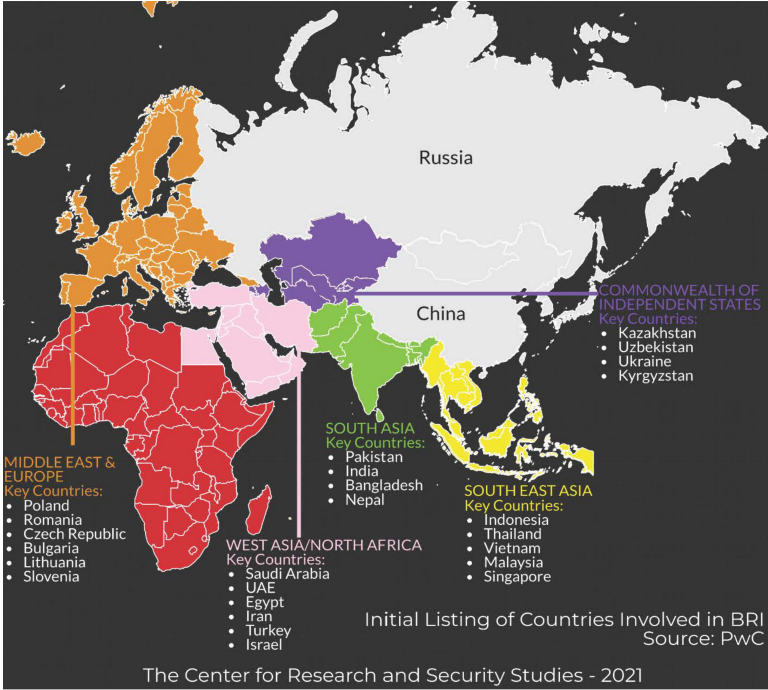 Russia
China
COMMONWEALTH OF
INDEPENDENT STATES
Key Countries:
• Kazakhstan
• Uzbekistan
• Ukraine
• Kyrgyzstan
SOUTH ASIA
Key Countries:
• Pakistan
• India
• Bangladesh
• Nepal
MIDDLE EAST &
EUROPE
Key Countries:
• Poland
• Romania
• Czech Republic
• Bulgaria
• Lithuania
• Slovenia
SOUTH EAST ASIA
Key Countries:
• Indonesia
• Thailand
• Vietnam
• Malaysia
• Singapore
WEST ASIA/NORTH AFRICA
Key Countries:
• Saudi Arabia
• UAE
• Egypt
• Iran
• Turkey
• Israel
Initial Listing of Countries Involved in BRI
Source: PwC
The Center for Research and Security Studies - 2021